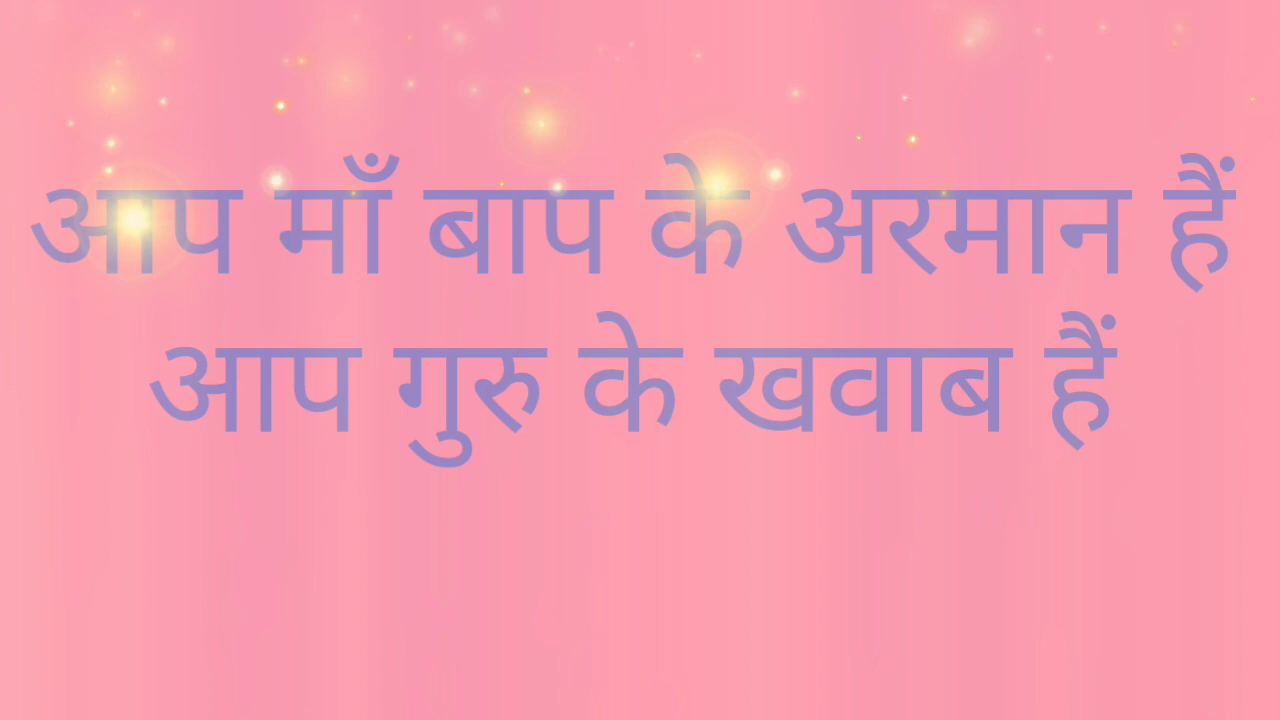 आप माँ बाप के अरमान हैं
आप गुरु के खवाब हैं